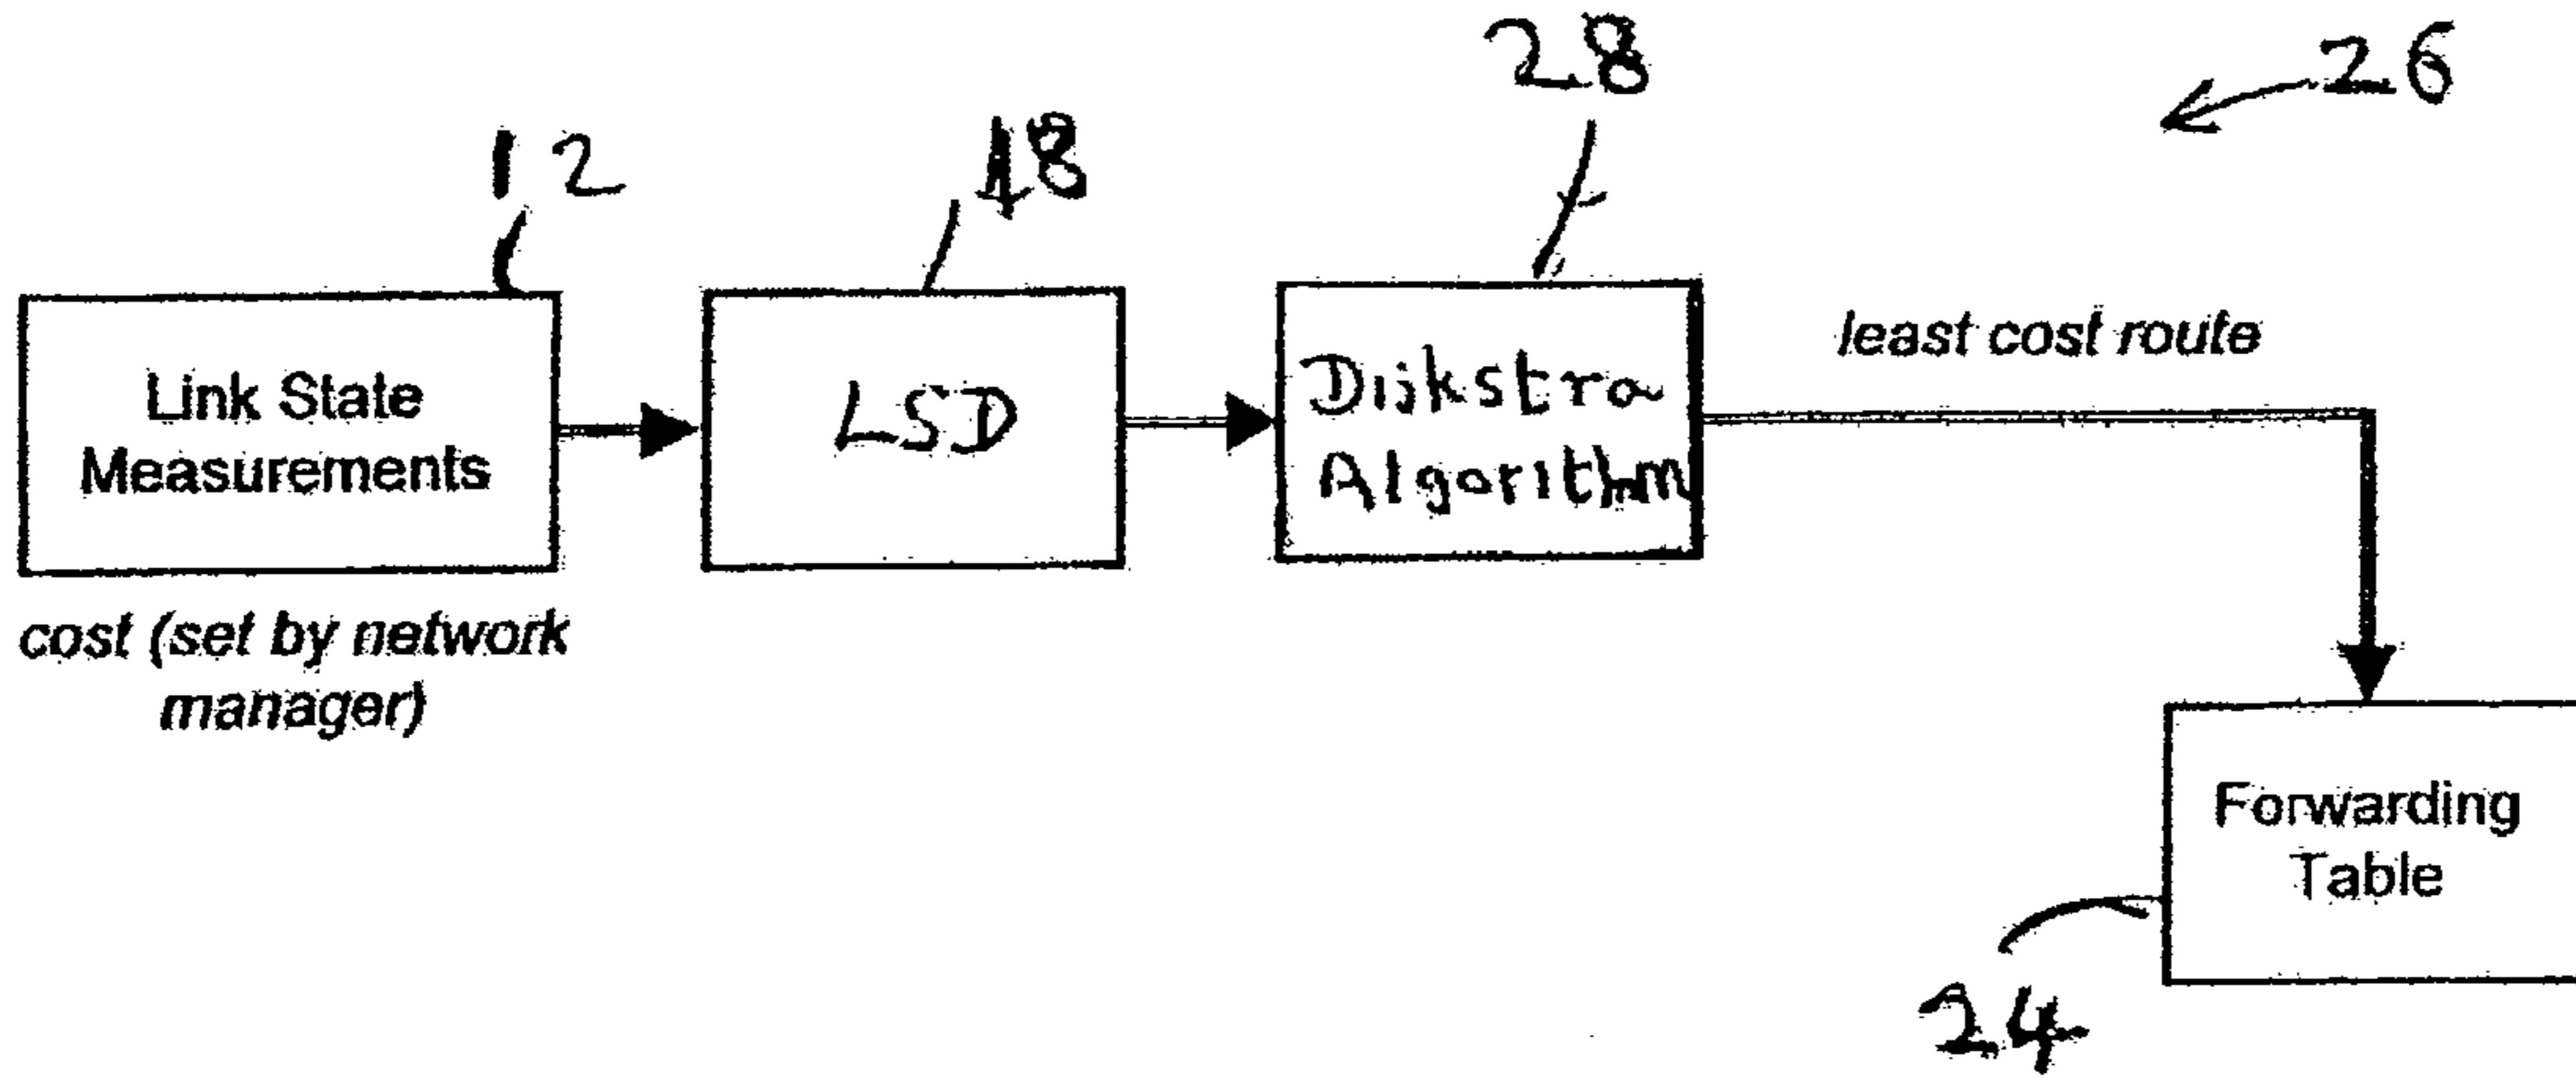 28
26
12
18
least cost route
Link State
Measurements
LSD
Dijkstra
Algorithm
cost (set by network
manager)
Forwarding
Table
24